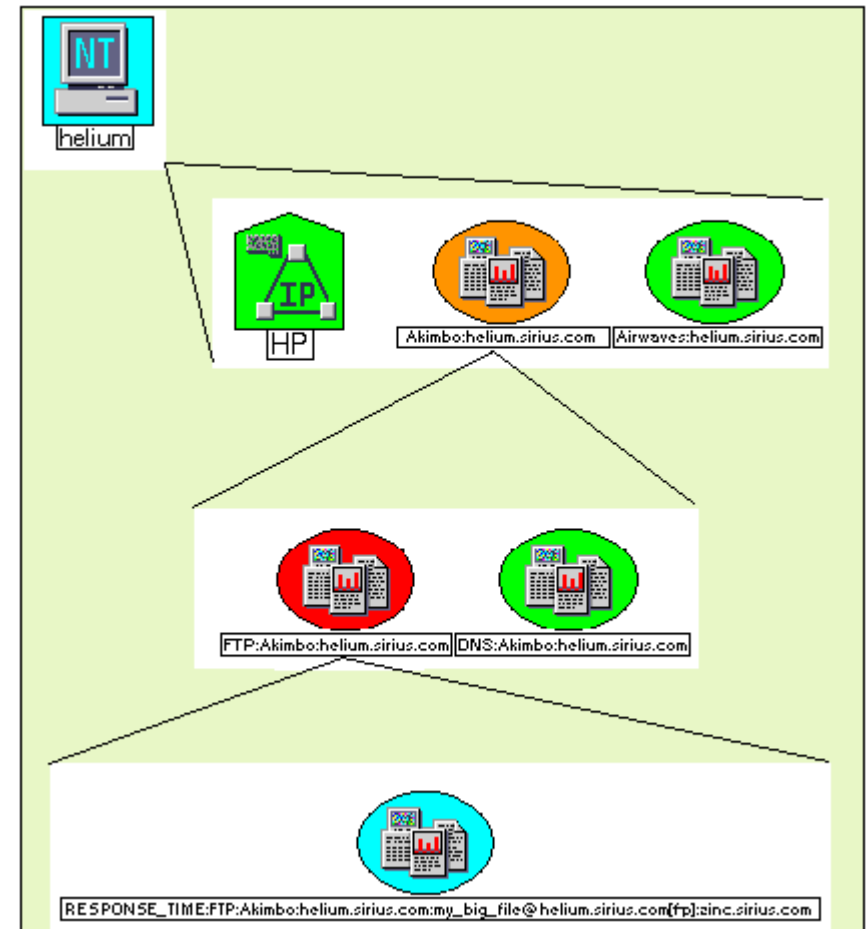 NT
helium
IP
HP
Akimbo:helium.sirius.com
Airwaves:helium.sirius.com
FTP:Akimbo:helium.sirius.com
DNS:Akimbo:helium.sirius.com
RESPONSE_TIME:FTP:Akimbo:helium.sirius.com:my_big_file@helium.sirius.com[ftp]:zinc.sirius.com